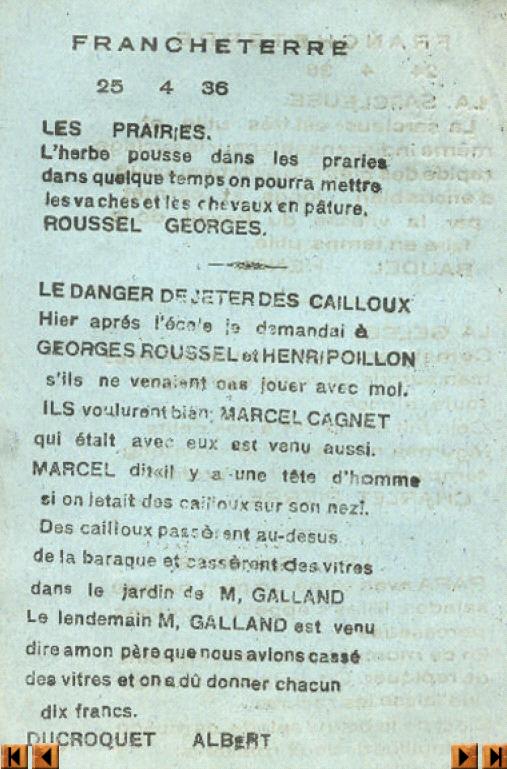 FRANCHETERRE
25 4 36
LES PRAIRIES.
L'herbe pousse dans les praries
dans quelque temps on pourra mettre
les vaches et les chevaux en pâture.
ROUSSEL GEORGES.
LE DANGER DE JETER DES CAILLOUX
Hier aprés l'école je demandai à
GEORGES ROUSSEL et HENRI POILLON
s'ils ne venaient pas jouer avec moi.
ILS voulurent bien; MARCEL CAGNET
qui était avec eux est venu aussi.
MARCEL dit«il y a une tête d'homme
si on jetait des cailloux sur son nez!.
Des cailloux passèrent au-desus
de la baraque et cassèrent des vitres
dans le jardin de M, GALLAND
Le lendemain M, GALLAND est venu
dire a mon père que nous avions cassé
des vitres et on a dû donner chacun
dix francs.
DUCROQUET ALBERT